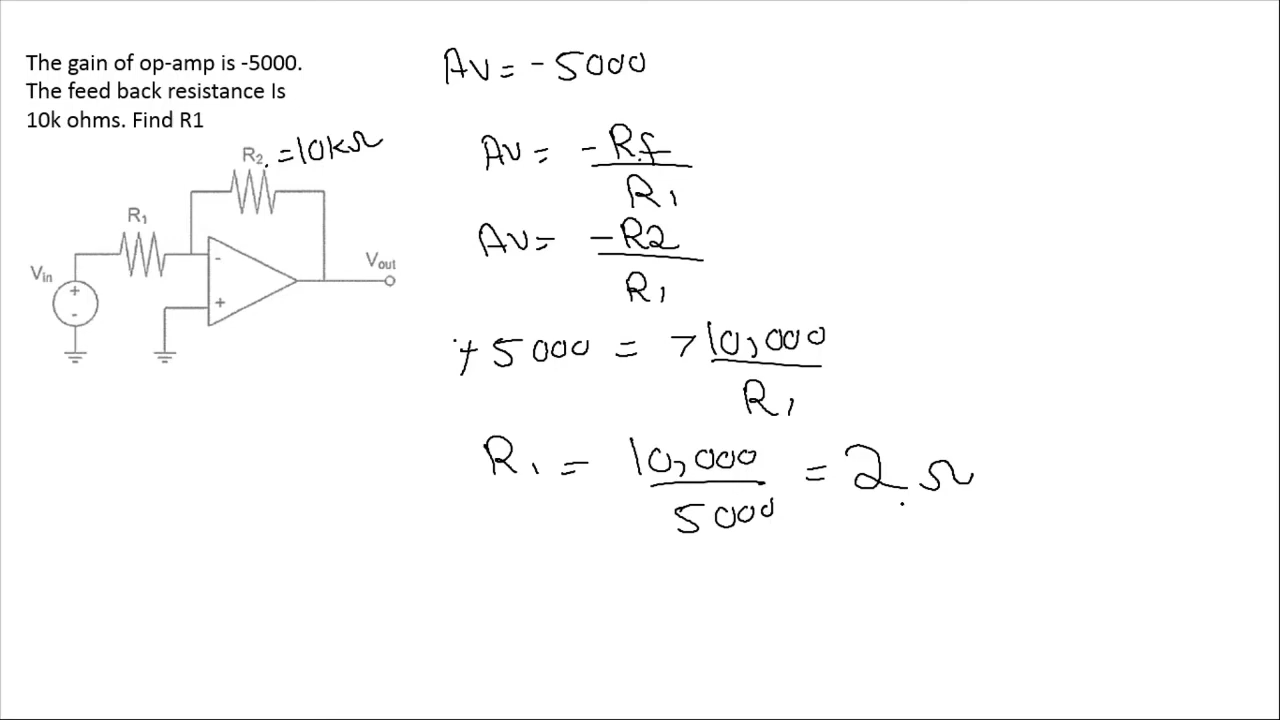 The gain of op-amp is -5000.
The feed back resistance Is
10k ohms. Find R1
R2 = 10kΩ
R1
Vin
+
-
-
+
Vout
AV = -5000
AV = -Rf / R1
AV = -R2 / R1
+5000 = 10,000 / R1
R1 = 10,000 / 5000 = 2 Ω